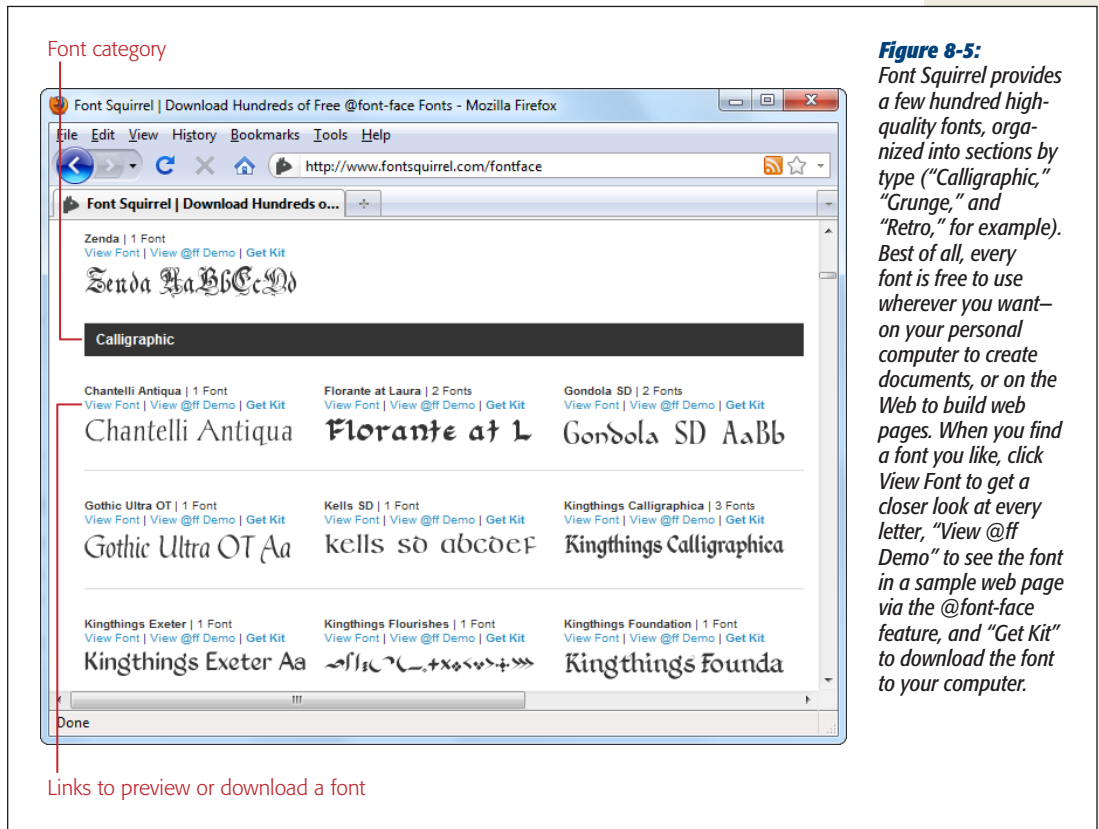 Font category
Font Squirrel | Download Hundreds of Free @font-face Fonts - Mozilla Firefox
File Edit View History Bookmarks Tools Help
http://www.fontsquirrel.com/fontface
Font Squirrel | Download Hundreds o...
Zenda | 1 Font
View Font | View @ff Demo | Get Kit
Zenda AaBbCcDd
Calligraphic
Chantelli Antiqua | 1 Font
View Font | View @ff Demo | Get Kit
Chantelli Antiqua
Florante at Laura | 2 Fonts
View Font | View @ff Demo | Get Kit
Florante at L
Gondola SD | 2 Fonts
View Font | View @ff Demo | Get Kit
Gondola SD AaBb
Gothic Ultra OT | 1 Font
View Font | View @ff Demo | Get Kit
Gothic Ultra OT Aa
Kells SD | 1 Font
View Font | View @ff Demo | Get Kit
kells sd abcdef
Kingthings Calligraphica | 3 Fonts
View Font | View @ff Demo | Get Kit
Kingthings Calligraphica
Kingthings Exeter | 1 Font
View Font | View @ff Demo | Get Kit
Kingthings Exeter Aa
Kingthings Flourishes | 1 Font
View Font | View @ff Demo | Get Kit
Kingthings Foundation | 1 Font
View Font | View @ff Demo | Get Kit
Kingthings Founda
Done
Links to preview or download a font
Figure 8-5:
Font Squirrel provides
a few hundred high-
quality fonts, orga-
nized into sections by
type (“Calligraphic,”
“Grunge,” and
“Retro,” for example).
Best of all, every
font is free to use
wherever you want—
on your personal
computer to create
documents, or on the
Web to build web
pages. When you find
a font you like, click
View Font to get a
closer look at every
letter, “View @ff
Demo” to see the font
in a sample web page
via the @font-face
feature, and “Get Kit”
to download the font
to your computer.